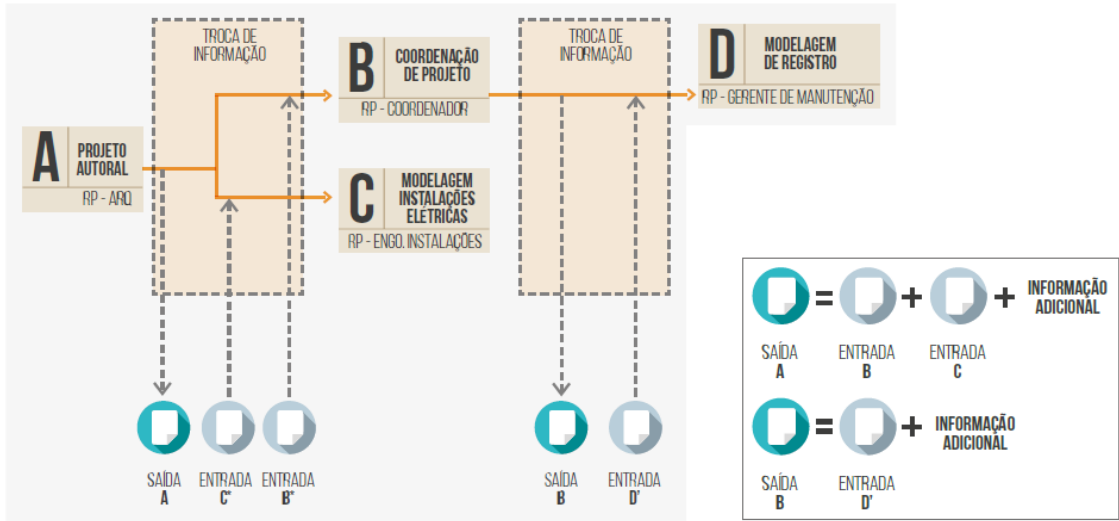 TROCA DE
INFORMAÇÃO
B
COORDENAÇÃO
DE PROJETO
RP - COORDENADOR
TROCA DE
INFORMAÇÃO
D
MODELAGEM
DE REGISTRO
RP - GERENTE DE MANUTENÇÃO
A
PROJETO
AUTORAL
RP - ARQ
C
MODELAGEM
INSTALAÇÕES
ELÉTRICAS
RP - ENGO. INSTALAÇÕES
SAÍDA
A
ENTRADA
C*
ENTRADA
B*
SAÍDA
B
ENTRADA
D'
= + + INFORMAÇÃO
ADICIONAL
SAÍDA
A
ENTRADA
B
ENTRADA
C
= + INFORMAÇÃO
ADICIONAL
SAÍDA
B
ENTRADA
D'